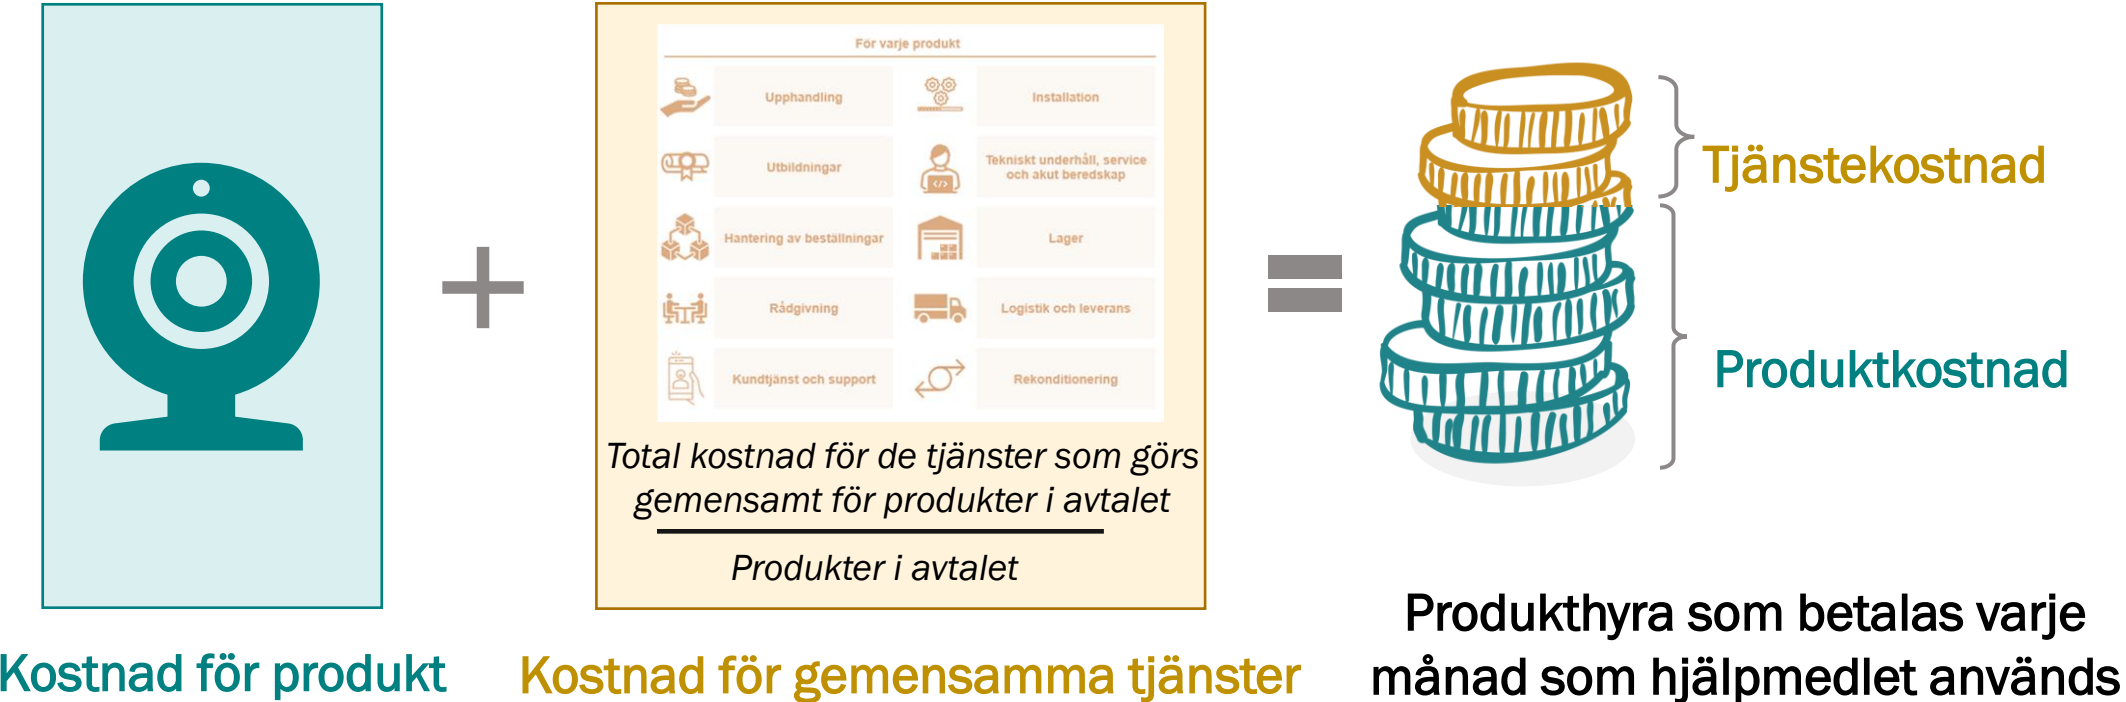 För varje produkt
Upphandling
Installation
Utbildningar
Tekniskt underhåll, service
och akut beredskap
Hantering av beställningar
Lager
Rådgivning
Logistik och leverans
Kundtjänst och support
Rekonditionering
Total kostnad för de tjänster som görs
gemensamt för produkter i avtalet
Produkter i avtalet
Tjänstekostnad
Produktkostnad
Kostnad för produkt
Kostnad för gemensamma tjänster
Produkthyra som betalas varje
månad som hjälpmedlet används